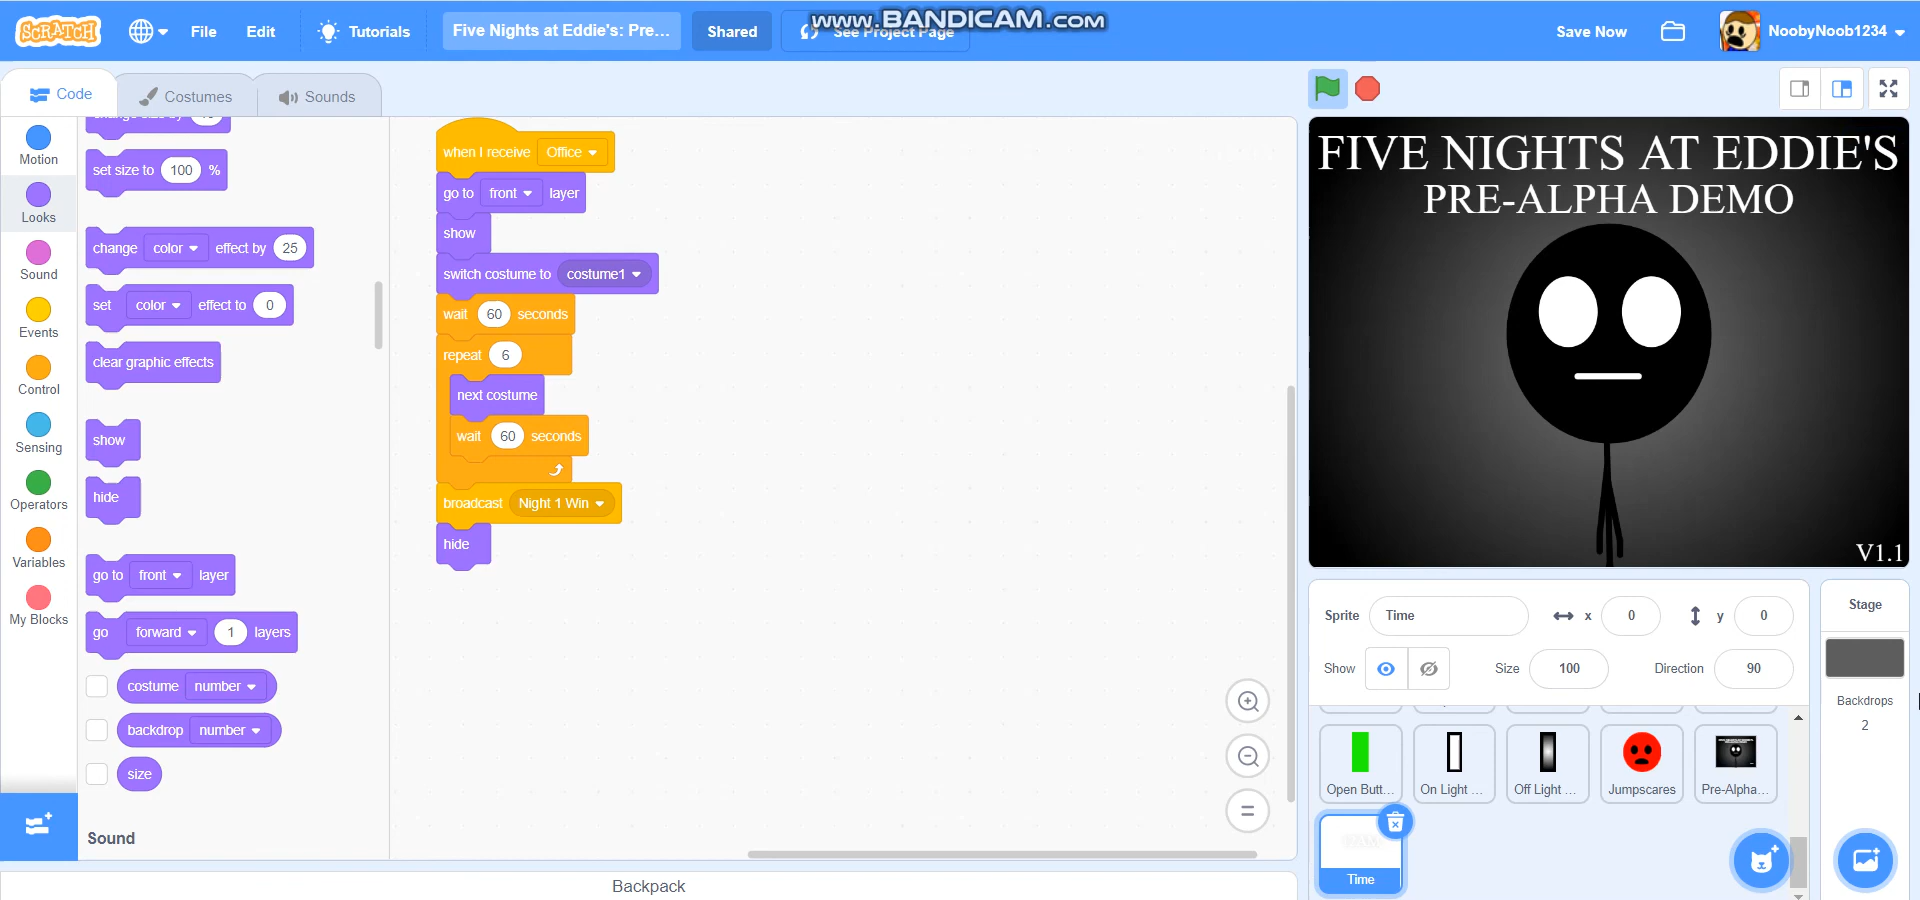 SCRATCH
File
Edit
Tutorials
Five Nights at Eddie's: Pre...
Shared
See Project Page
www.BANDICAM.com
Save Now
NoobyNoob1234
Code
Costumes
Sounds
Motion
Looks
Sound
Events
Control
Sensing
Operators
Variables
My Blocks
change size by
set size to 100 %
change color effect by 25
set color effect to 0
clear graphic effects
show
hide
go to front layer
go forward 1 layers
costume number
backdrop number
size
Sound
when I receive Office
go to front layer
show
switch costume to costume1
wait 60 seconds
repeat 6
next costume
wait 60 seconds
broadcast Night 1 Win
hide
Backpack
FIVE NIGHTS AT EDDIE'S
PRE-ALPHA DEMO
V1.1
Sprite Time x 0 y 0
Show Size 100 Direction 90
Open Butt... On Light ... Off Light ... Jumpscares Pre-Alpha...
Time
Stage
Backdrops
2